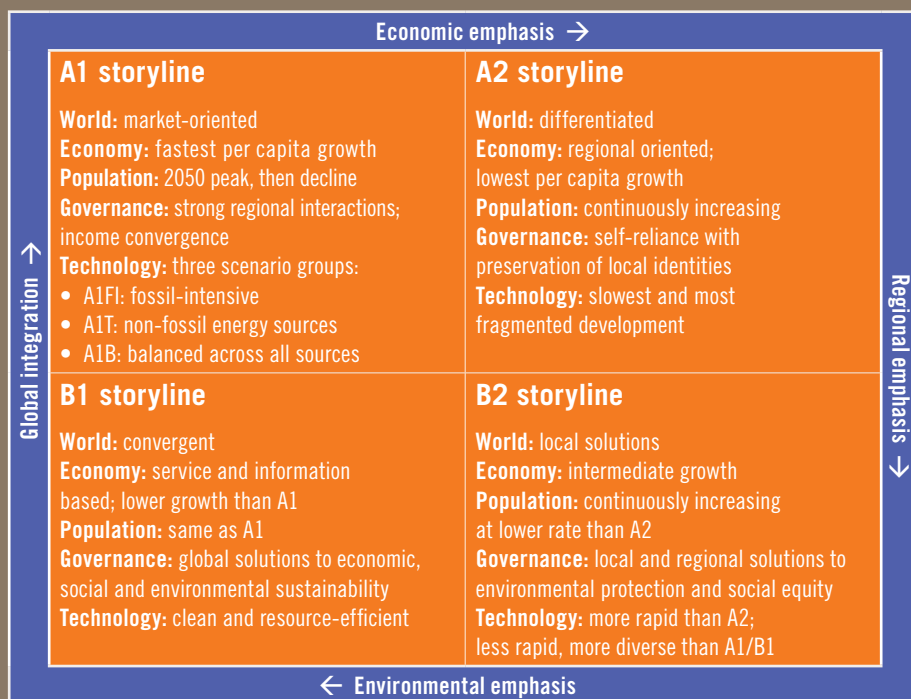 Economic emphasis →
Global integration →
A1 storyline
World: market-oriented
Economy: fastest per capita growth
Population: 2050 peak, then decline
Governance: strong regional interactions;
income convergence
Technology: three scenario groups:
• A1FI: fossil-intensive
• A1T: non-fossil energy sources
• A1B: balanced across all sources
A2 storyline
World: differentiated
Economy: regional oriented;
lowest per capita growth
Population: continuously increasing
Governance: self-reliance with
preservation of local identities
Technology: slowest and most
fragmented development
Regional emphasis →
B1 storyline
World: convergent
Economy: service and information
based; lower growth than A1
Population: same as A1
Governance: global solutions to economic,
social and environmental sustainability
Technology: clean and resource-efficient
B2 storyline
World: local solutions
Economy: intermediate growth
Population: continuously increasing
at lower rate than A2
Governance: local and regional solutions to
environmental protection and social equity
Technology: more rapid than A2;
less rapid, more diverse than A1/B1
← Environmental emphasis